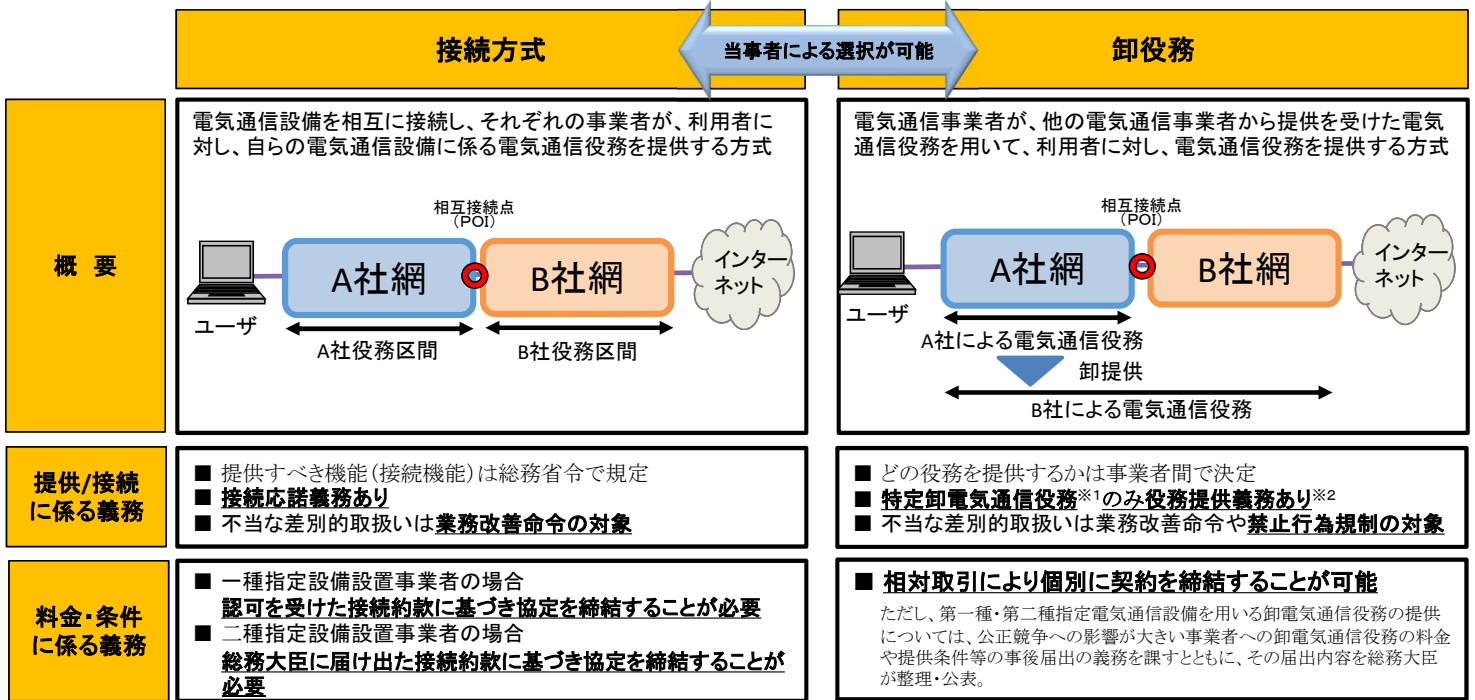 接続方式
当事者による選択が可能
卸役務
概 要
電気通信設備を相互に接続し、それぞれの事業者が、利用者に
対し、自らの電気通信設備に係る電気通信役務を提供する方式
相互接続点
(POI)
A社網
B社網
インター
ネット
ユーザ
A社役務区間
B社役務区間
電気通信事業者が、他の電気通信事業者から提供を受けた電気
通信役務を用いて、利用者に対し、電気通信役務を提供する方式
相互接続点
(POI)
A社網
B社網
インター
ネット
ユーザ
A社による電気通信役務
卸提供
B社による電気通信役務
提供/接続
に係る義務
■ 提供すべき機能(接続機能)は総務省令で規定
■ 接続応諾義務あり
■ 不当な差別的取扱いは業務改善命令の対象
■ どの役務を提供するかは事業者間で決定
■ 特定卸電気通信役務※1のみ役務提供義務あり※2
■ 不当な差別的取扱いは業務改善命令や禁止行為規制の対象
料金・条件
に係る義務
■ 一種指定設備設置事業者の場合
認可を受けた接続約款に基づき協定を締結することが必要
■ 二種指定設備設置事業者の場合
総務大臣に届け出た接続約款に基づき協定を締結することが
必要
■ 相対取引により個別に契約を締結することが可能
ただし、第一種・第二種指定電気通信設備を用いる卸電気通信役務の提供
については、公正競争への影響が大きい事業者への卸電気通信役務の料金
や提供条件等の事後届出の義務を課すとともに、その届出内容を総務大臣
が整理・公表。